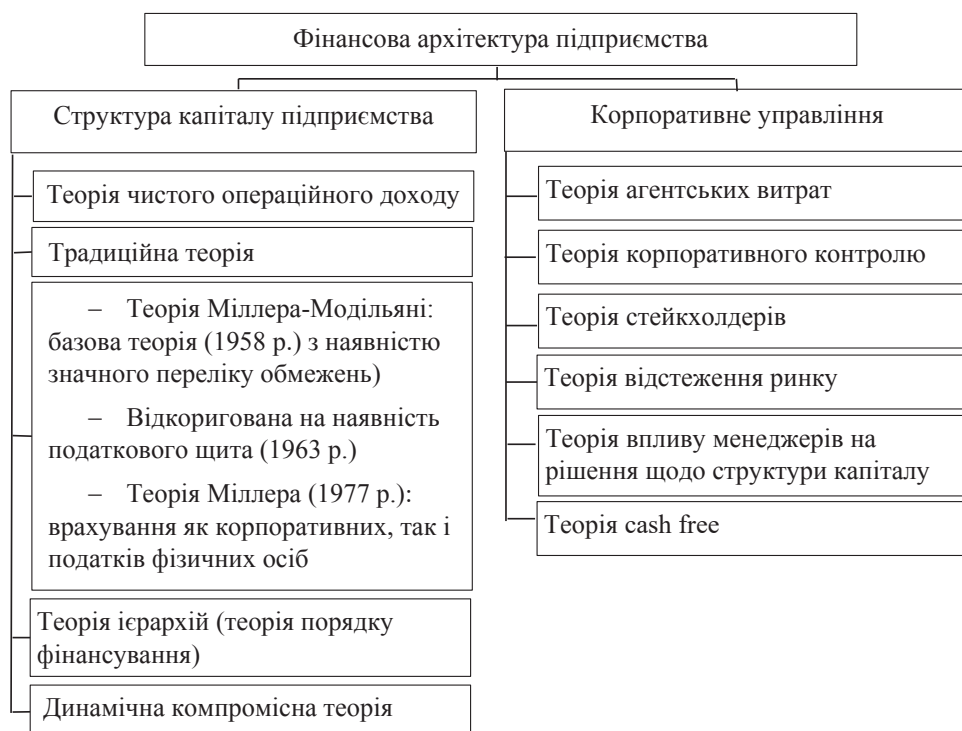 Фінансова архітектура підприємства
Структура капіталу підприємства
Теорія чистого операційного доходу
Традиційна теорія
– Теорія Міллера-Модільяні:
базова теорія (1958 р.) з наявністю
значного переліку обмежень)
– Відкоригована на наявність
податкового щита (1963 р.)
– Теорія Міллера (1977 р.):
врахування як корпоративних, так і
податків фізичних осіб
Теорія ієрархій (теорія порядку
фінансування)
Динамічна компромісна теорія
Корпоративне управління
Теорія агентських витрат
Теорія корпоративного контролю
Теорія стейкхолдерів
Теорія відстеження ринку
Теорія впливу менеджерів на
рішення щодо структури капіталу
Теорія cash free